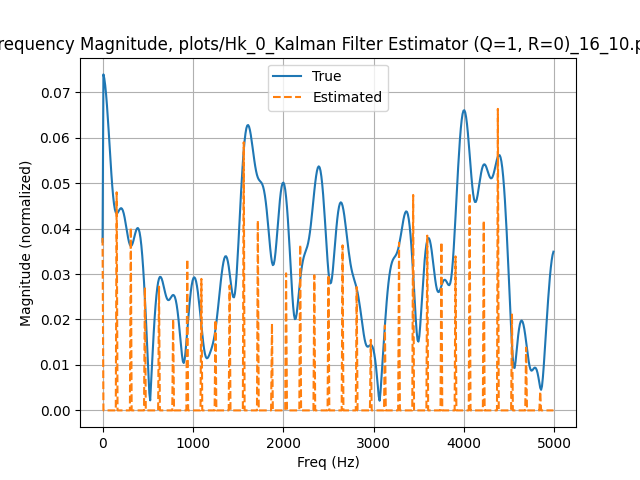 requency Magnitude, plots/Hk_0_Kalman Filter Estimator (Q=1, R=0)_16_10.p
True
Estimated
Magnitude (normalized)
0.07
0.06
0.05
0.04
0.03
0.02
0.01
0.00
0 1000 2000 3000 4000 5000
Freq (Hz)